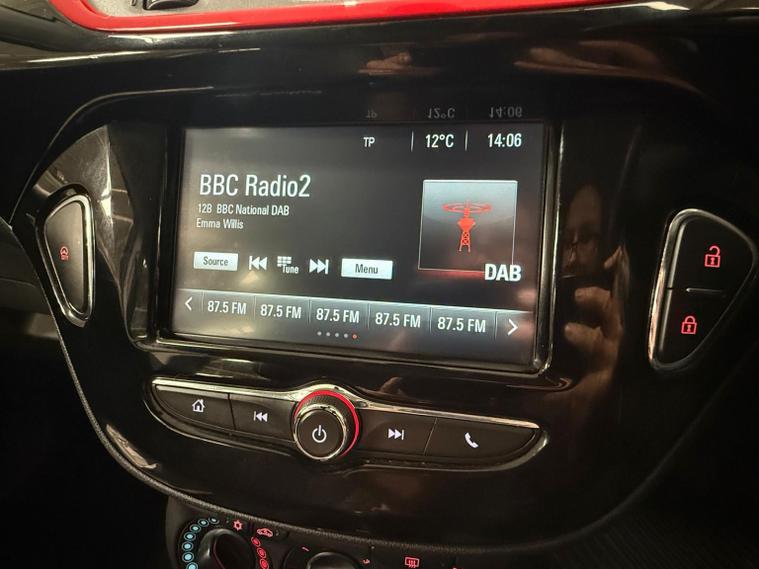 TP 12°C 14:06
BBC Radio2
12B BBC National DAB
Emma Willis
Source Tune Menu
DAB
87.5 FM 87.5 FM 87.5 FM 87.5 FM 87.5 FM